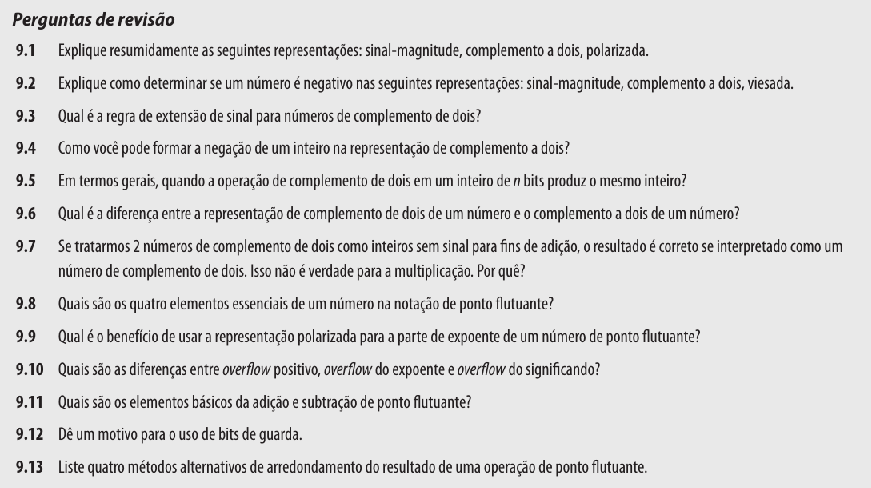 Perguntas de revisão
9.1 Explique resumidamente as seguintes representações: sinal-magnitude, complemento a dois, polarizada.
9.2 Explique como determinar se um número é negativo nas seguintes representações: sinal-magnitude, complemento a dois, viesada.
9.3 Qual é a regra de extensão de sinal para números de complemento de dois?
9.4 Como você pode formar a negação de um inteiro na representação de complemento a dois?
9.5 Em termos gerais, quando a operação de complemento de dois em um inteiro de n bits produz o mesmo inteiro?
9.6 Qual é a diferença entre a representação de complemento de dois de um número e o complemento a dois de um número?
9.7 Se tratarmos 2 números de complemento de dois como inteiros sem sinal para fins de adição, o resultado é correto se interpretado como um
número de complemento de dois. Isso não é verdade para a multiplicação. Por quê?
9.8 Quais são os quatro elementos essenciais de um número na notação de ponto flutuante?
9.9 Qual é o benefício de usar a representação polarizada para a parte de expoente de um número de ponto flutuante?
9.10 Quais são as diferenças entre overflow positivo, overflow do expoente e overflow do significando?
9.11 Quais são os elementos básicos da adição e subtração de ponto flutuante?
9.12 Dê um motivo para o uso de bits de guarda.
9.13 Liste quatro métodos alternativos de arredondamento do resultado de uma operação de ponto flutuante.